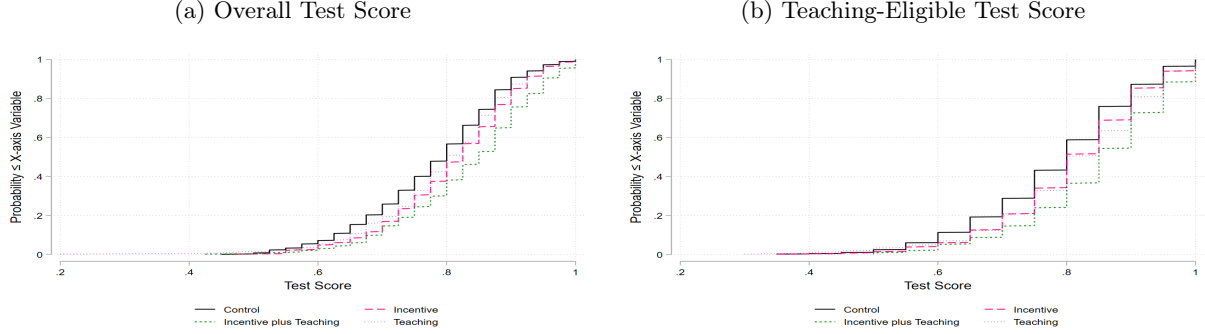 (a) Overall Test Score
Probability ≤ X-axis Variable
1
.8
.6
.4
.2
0
.2 .4 .6 .8 1
Test Score
Control Incentive
Incentive plus Teaching Teaching
(b) Teaching-Eligible Test Score
Probability ≤ X-axis Variable
1
.8
.6
.4
.2
0
.2 .4 .6 .8 1
Test Score
Control Incentive
Incentive plus Teaching Teaching